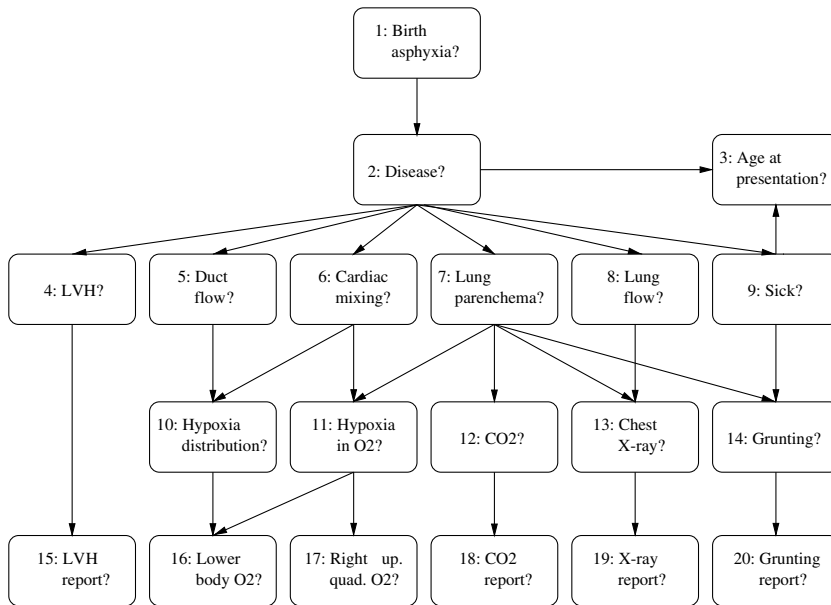 1: Birth
asphyxia?
2: Disease?
3: Age at
presentation?
4: LVH?
5: Duct
flow?
6: Cardiac
mixing?
7: Lung
parenchema?
8: Lung
flow?
9: Sick?
10: Hypoxia
distribution?
11: Hypoxia
in O2?
12: CO2?
13: Chest
X-ray?
14: Grunting?
15: LVH
report?
16: Lower
body O2?
17: Right up.
quad. O2?
18: CO2
report?
19: X-ray
report?
20: Grunting
report?